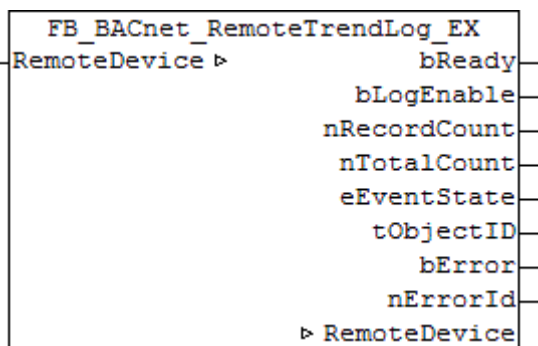 FB_BACnet_RemoteTrendLog_EX
RemoteDevice ▷ bReady
bLogEnable
nRecordCount
nTotalCount
eEventState
tObjectID
bError
nErrorId
▷ RemoteDevice